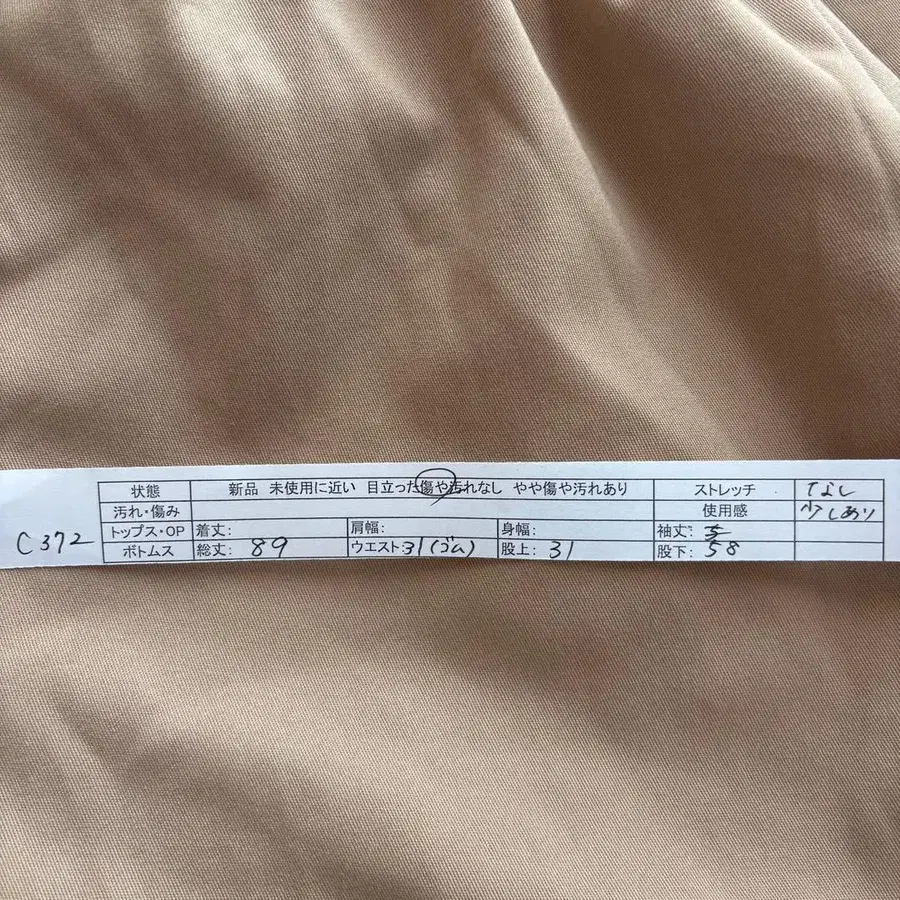 状態 新品 未使用に近い 目立った傷や汚れなし やや傷や汚れあり ストレッチ なし
汚れ・傷み 使用感 少しあり
トップス・OP 着丈: 肩幅: 身幅: 袖丈:
C372 ボトムス 総丈: 89 ウエスト:31(ゴム) 股上: 31 股下: 58